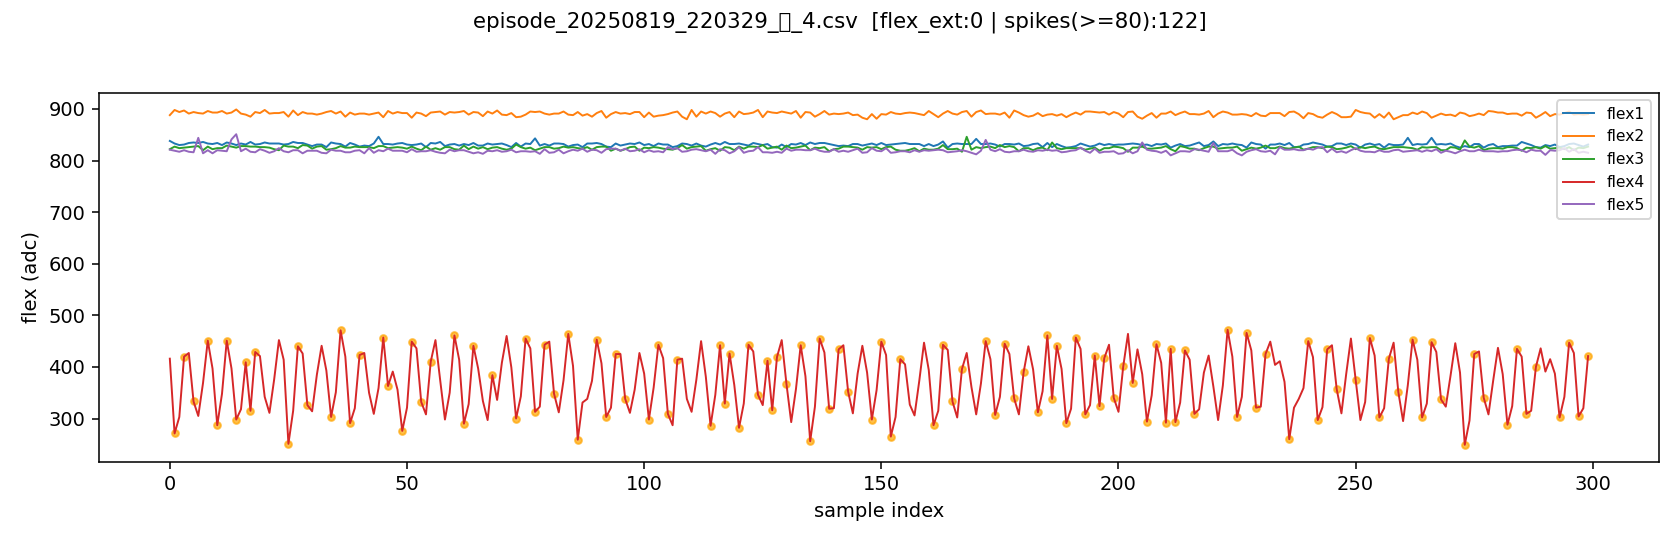 episode_20250819_220329_▯_4.csv [flex_ext:0 | spikes(>=80):122]
flex (adc)
900
800
700
600
500
400
300
0
50
100
150
200
250
300
sample index
flex1
flex2
flex3
flex4
flex5